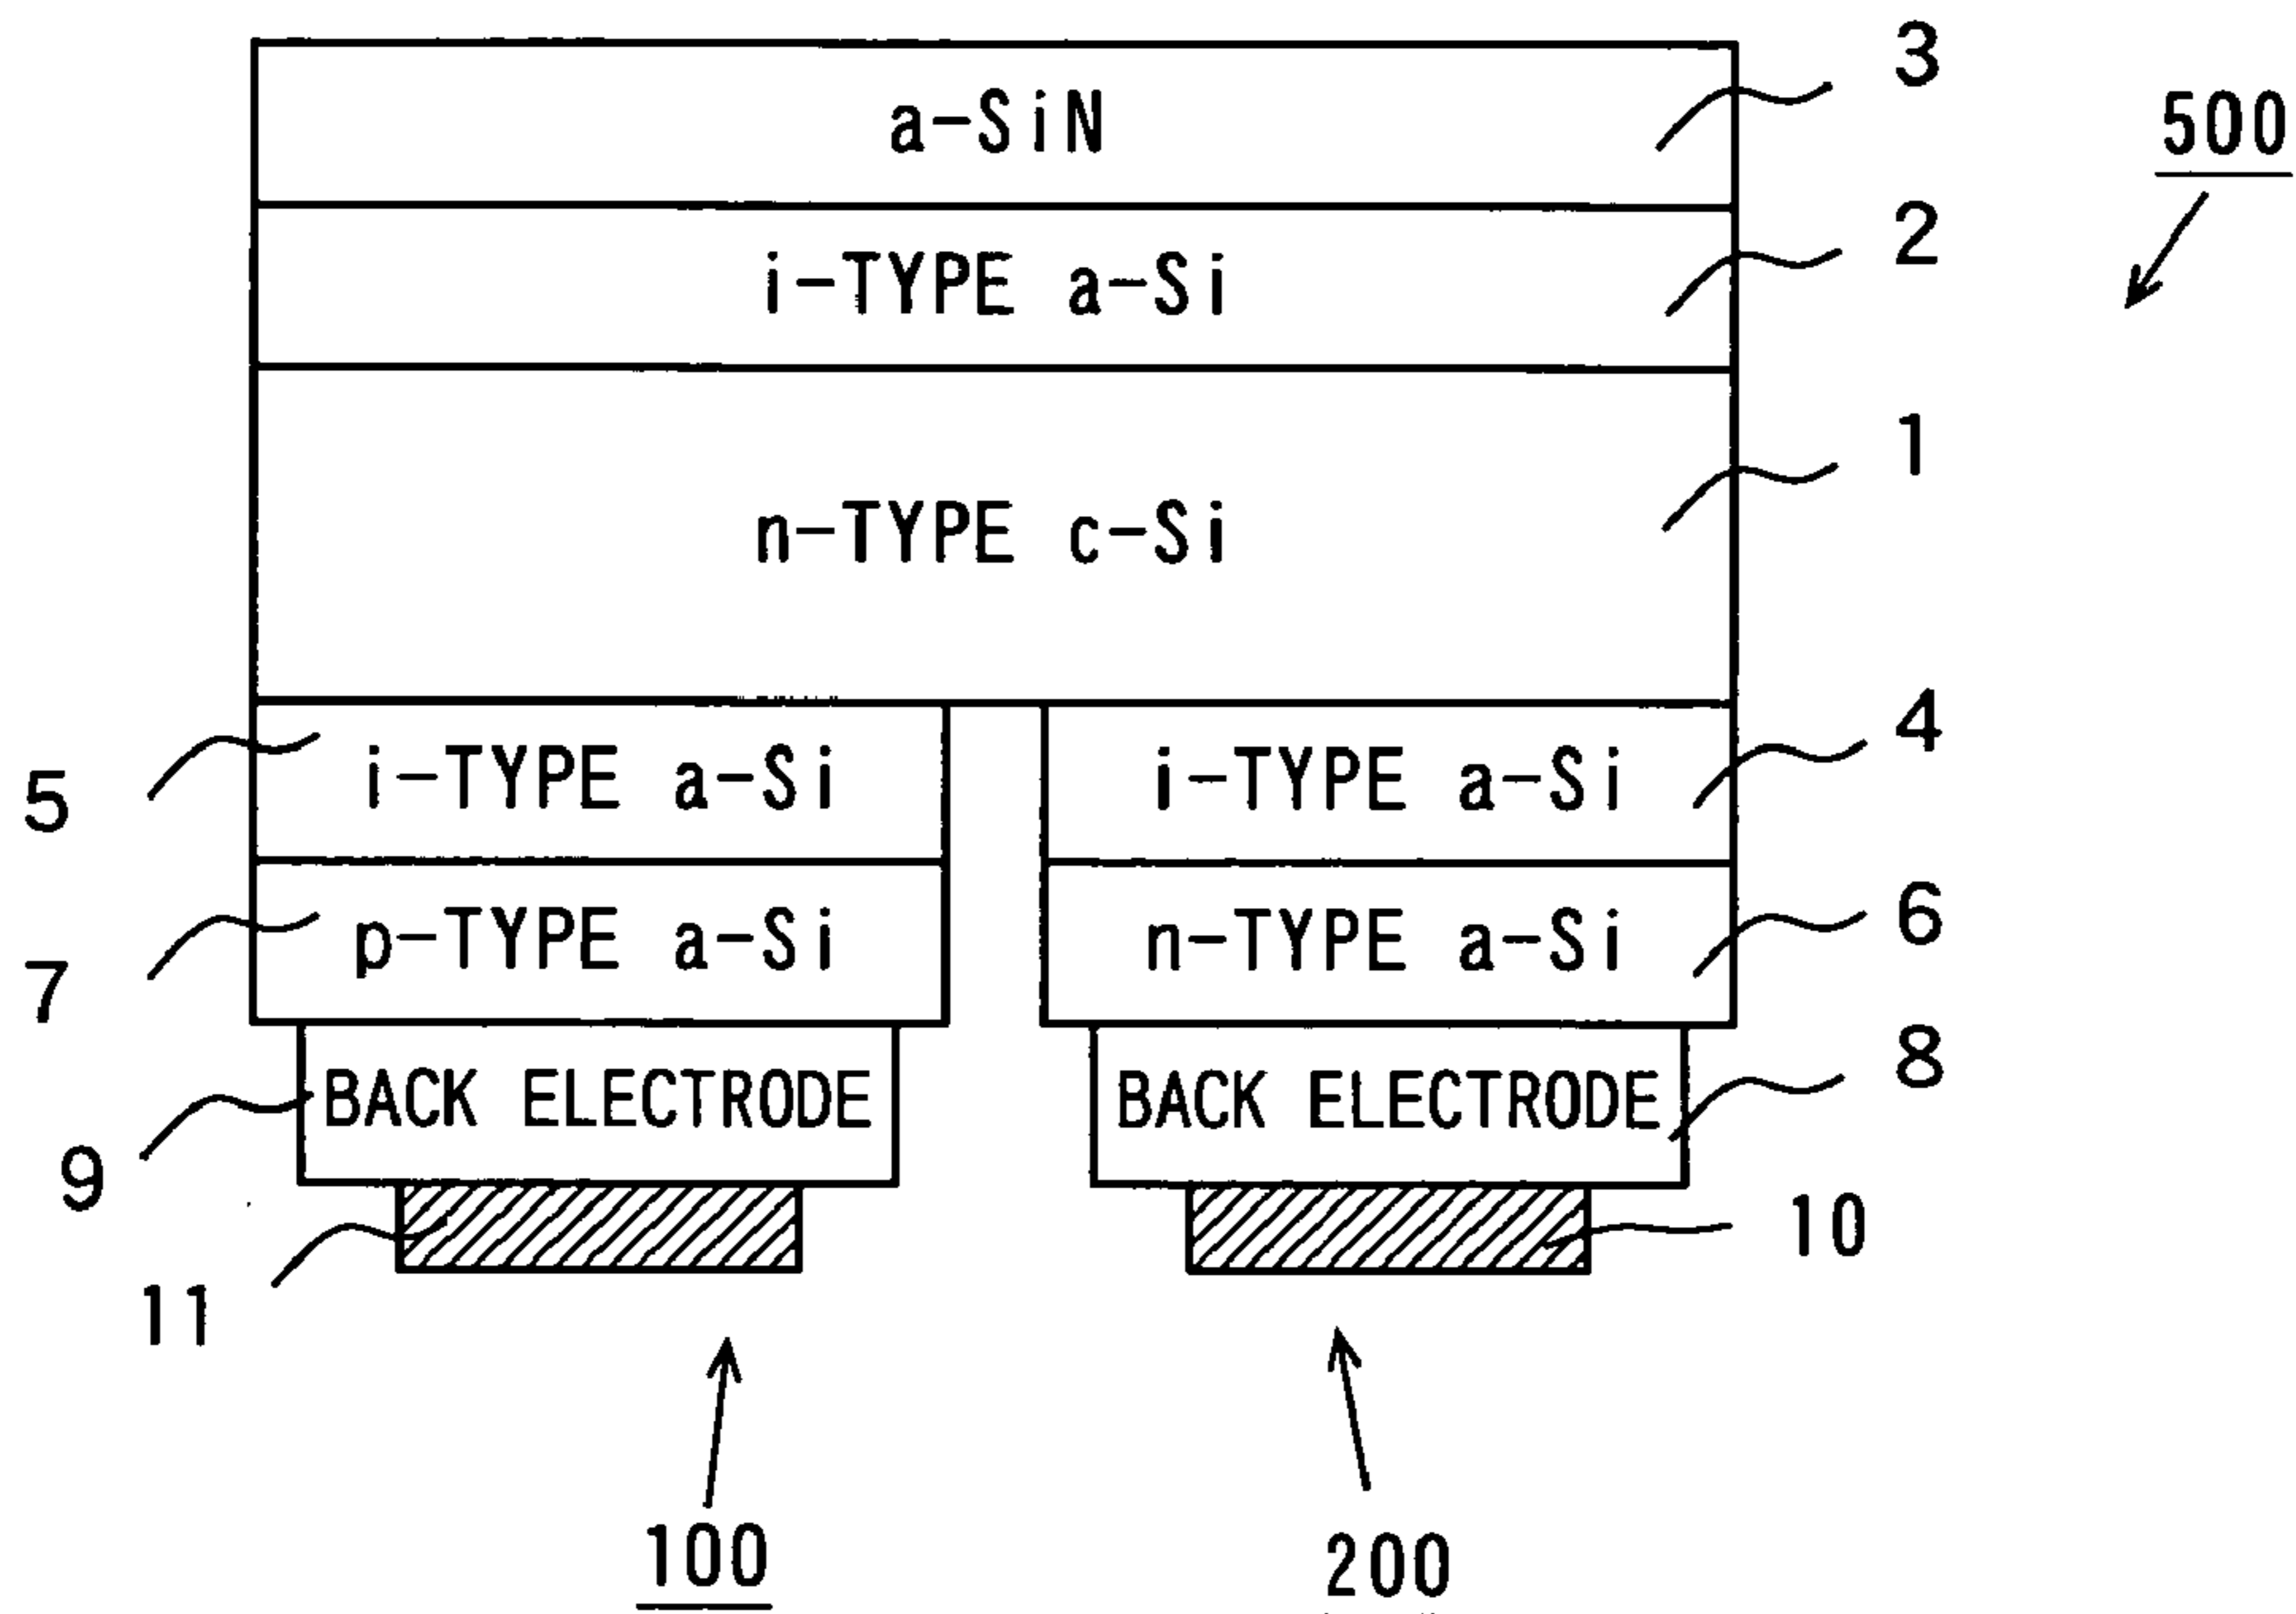 3
a-SiN
500
2
i-TYPE a-Si
1
n-TYPE c-Si
4
5
i-TYPE a-Si
i-TYPE a-Si
6
7
p-TYPE a-Si
n-TYPE a-Si
8
9
BACK ELECTRODE
BACK ELECTRODE
10
11
100
200